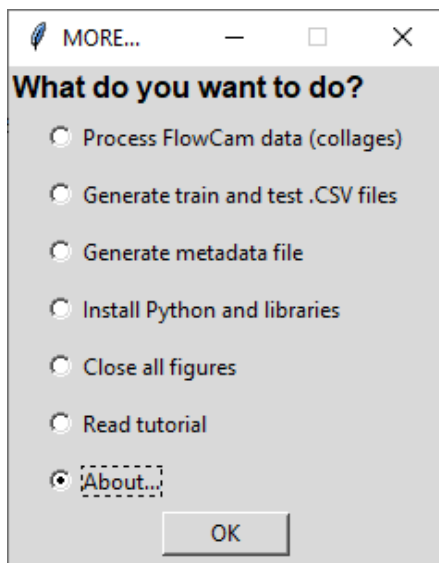 MORE...
What do you want to do?
Process FlowCam data (collages)
Generate train and test .CSV files
Generate metadata file
Install Python and libraries
Close all figures
Read tutorial
About...
OK